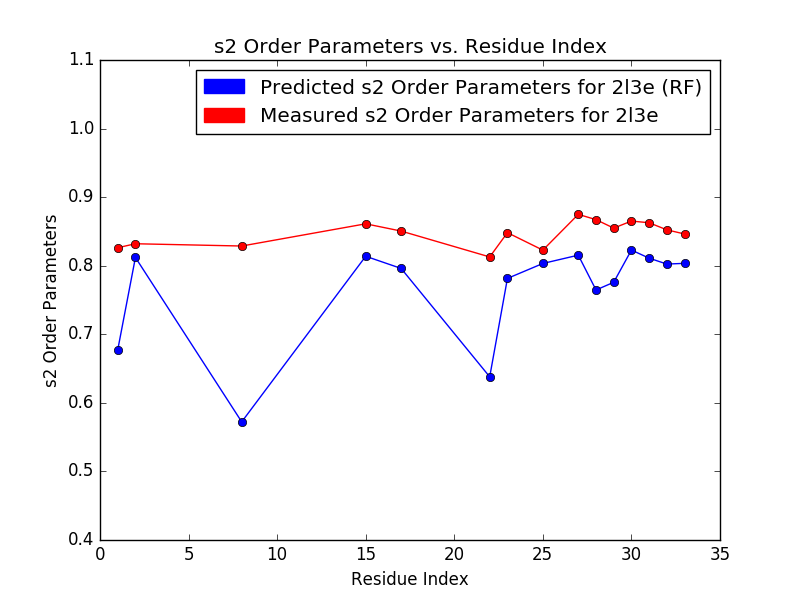 s2 Order Parameters vs. Residue Index
Predicted s2 Order Parameters for 2l3e (RF)
Measured s2 Order Parameters for 2l3e
s2 Order Parameters
1.1
1.0
0.9
0.8
0.7
0.6
0.5
0.4
0 5 10 15 20 25 30 35
Residue Index